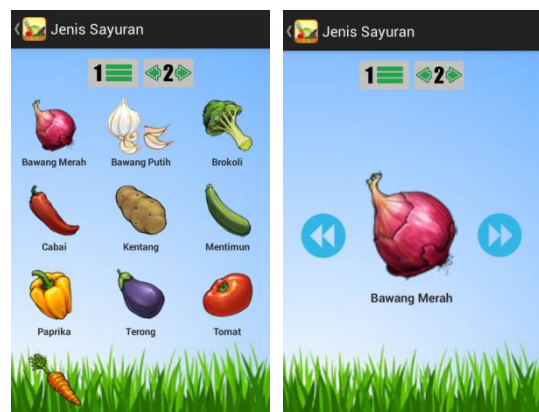 Jenis Sayuran
1 2
Bawang Merah Bawang Putih Brokoli
Cabai Kentang Mentimun
Paprika Terong Tomat
Jenis Sayuran
1 2
Bawang Merah